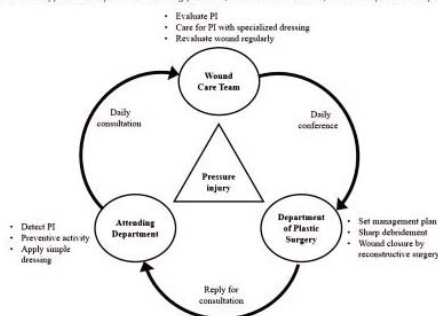 • Evaluate PI
• Care for PI with specialized dressing
• Revaluate wound regularly
Wound
Care Team
Daily
consultation
Daily
conference
Pressure
injury
Attending
Department
Department
of Plastic
Surgery
• Detect PI
• Preventive activity
• Apply simple
dressing
• Set management plan
• Sharp debridement
• Wound closure by
reconstructive surgery
Reply for
consultation